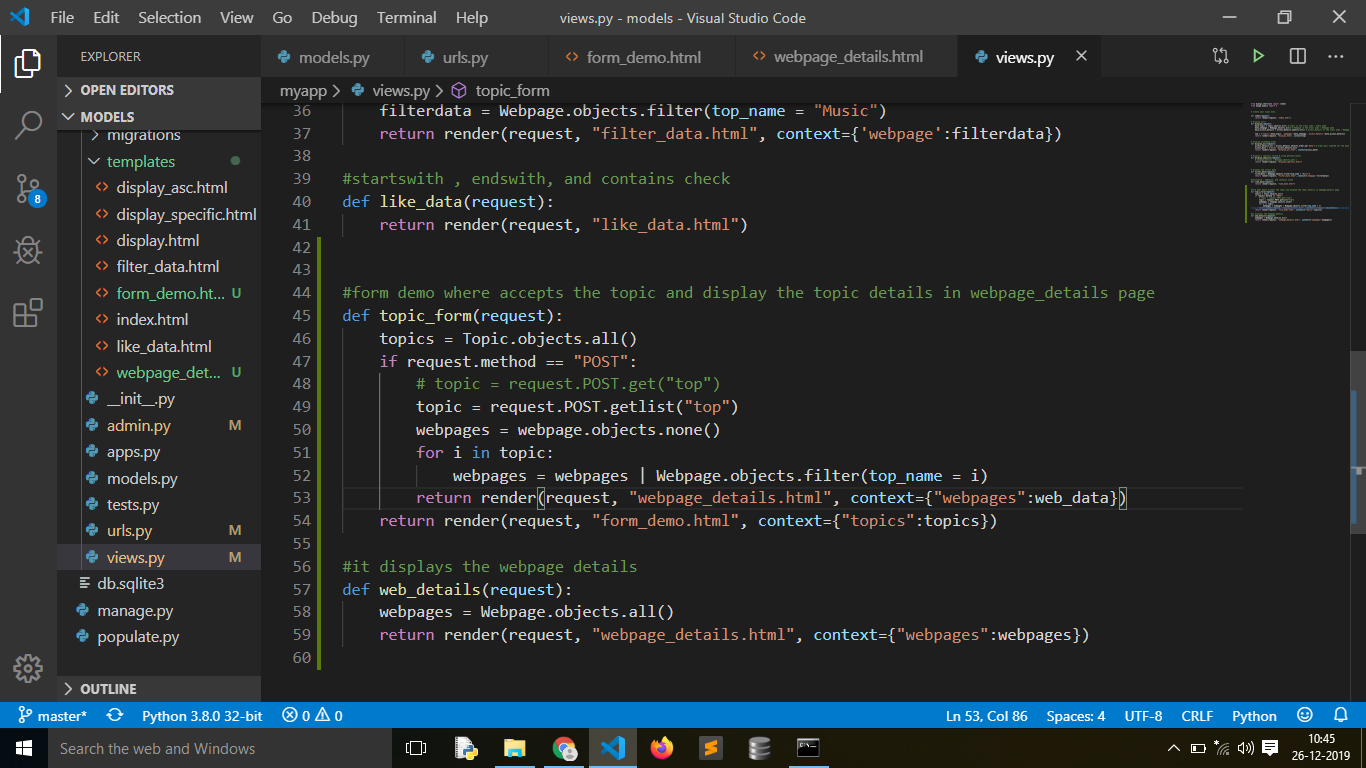 File Edit Selection View Go Debug Terminal Help views.py - models - Visual Studio Code
EXPLORER
models.py urls.py form_demo.html webpage_details.html views.py
OPEN EDITORS
MODELS
migrations
templates
display_asc.html
display_specific.html
display.html
filter_data.html
form_demo.ht... U
index.html
like_data.html
webpage_det... U
__init__.py
admin.py M
apps.py
models.py
tests.py
urls.py M
views.py M
db.sqlite3
manage.py
populate.py
OUTLINE
8
myapp > views.py > topic_form
36 filterdata = Webpage.objects.filter(top_name = "Music")
37 return render(request, "filter_data.html", context={'webpage':filterdata})
38
39 #startswith , endswith, and contains check
40 def like_data(request):
41 return render(request, "like_data.html")
42
43
44 #form demo where accepts the topic and display the topic details in webpage_details page
45 def topic_form(request):
46 topics = Topic.objects.all()
47 if request.method == "POST":
48 # topic = request.POST.get("top")
49 topic = request.POST.getlist("top")
50 webpages = webpage.objects.none()
51 for i in topic:
52 webpages = webpages | Webpage.objects.filter(top_name = i)
53 return render(request, "webpage_details.html", context={"webpages":web_data})
54 return render(request, "form_demo.html", context={"topics":topics})
55
56 #it displays the webpage details
57 def web_details(request):
58 webpages = Webpage.objects.all()
59 return render(request, "webpage_details.html", context={"webpages":webpages})
60
master* Python 3.8.0 32-bit 0 0 Ln 53, Col 86 Spaces: 4 UTF-8 CRLF Python
Search the web and Windows
10:45
26-12-2019